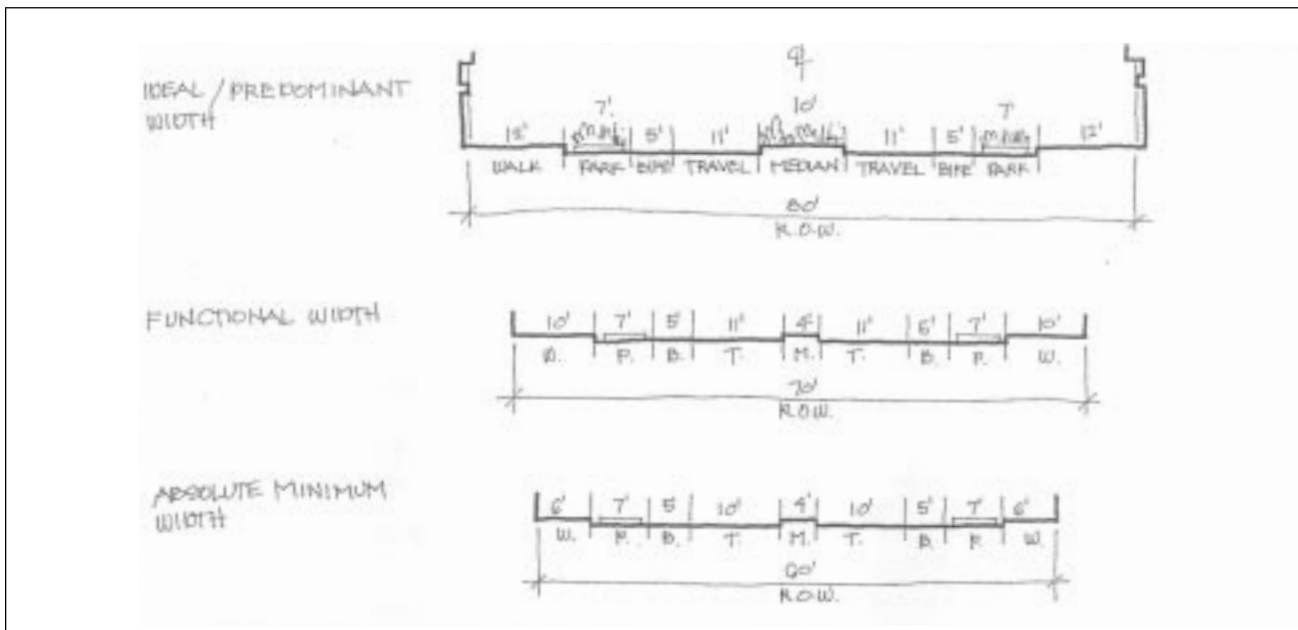 IDEAL / PREDOMINANT
WIDTH
℄
7' 10' 7'
12' 5' 11' 11' 5' 12'
WALK PARK BIKE TRAVEL MEDIAN TRAVEL BIKE PARK
80'
R.O.W.
FUNCTIONAL WIDTH
10' 7' 5' 11' 4' 11' 5' 7' 10'
W. P. B. T. M. T. B. P. W.
70'
R.O.W.
ABSOLUTE MINIMUM
WIDTH
6' 7' 5' 10' 4' 10' 5' 7' 6'
W. P. B. T. M. T. B. P. W.
60'
R.O.W.